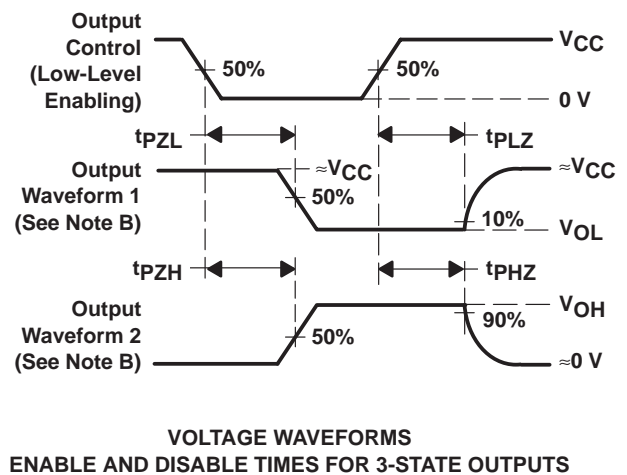 Output
Control
(Low-Level
Enabling)
50%
50%
VCC
0 V
tPZL
tPLZ
Output
Waveform 1
(See Note B)
≈VCC
50%
≈VCC
10%
VOL
tPZH
tPHZ
Output
Waveform 2
(See Note B)
50%
VOH
90%
≈0 V
VOLTAGE WAVEFORMS
ENABLE AND DISABLE TIMES FOR 3-STATE OUTPUTS